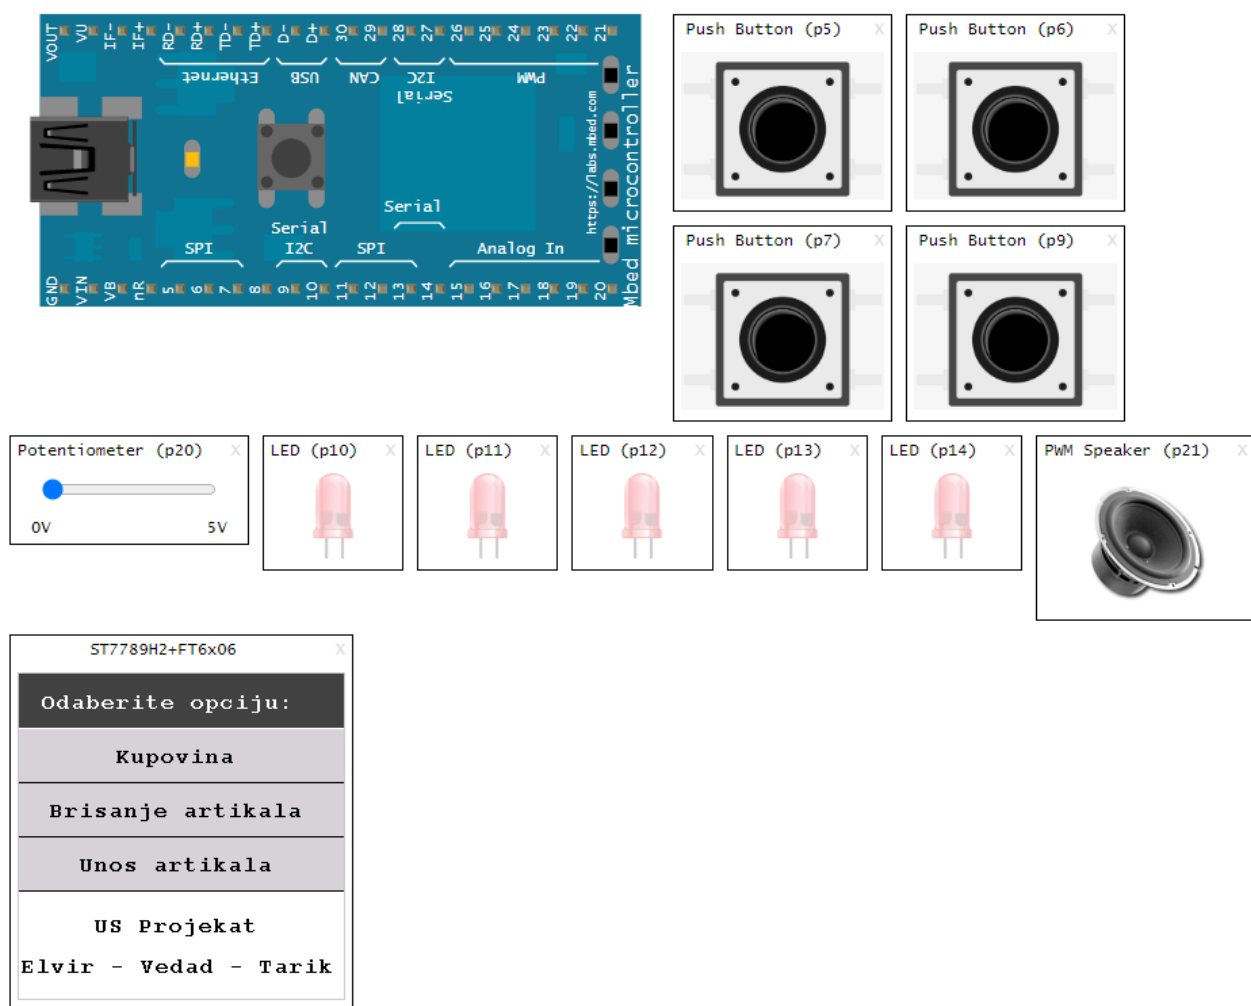 VOUT VU IF- IF+ RD- RD+ TD- TD+ D- D+ 30 29 28 27 26 25 24 23 22 21
Ethernet USB CAN I2C PWM
Serial
https://labs.mbed.com
Mbed microcontroller
Serial
Serial
SPI I2C SPI Analog In
GND VIN VB nR 5 6 7 8 9 10 11 12 13 14 15 16 17 18 19 20
Push Button (p5) X
Push Button (p6) X
Push Button (p7) X
Push Button (p9) X
Potentiometer (p20) X
0V 5V
LED (p10) X
LED (p11) X
LED (p12) X
LED (p13) X
LED (p14) X
PWM Speaker (p21) X
ST7789H2+FT6x06 X
Odaberite opciju:
Kupovina
Brisanje artikala
Unos artikala
US Projekat
Elvir - Vedad - Tarik